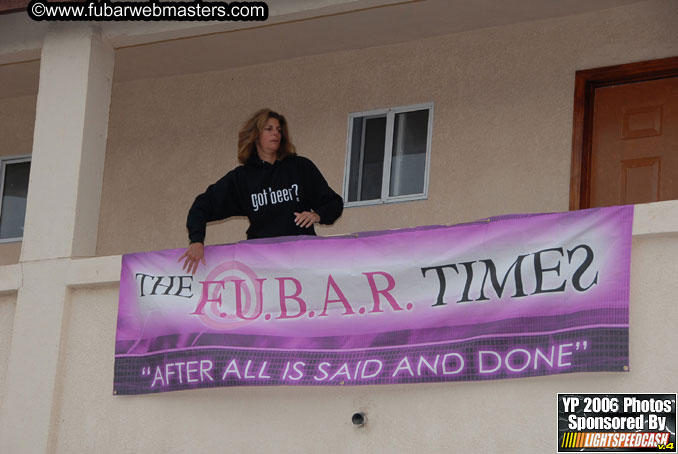 ©www.fubarwebmasters.com
got beer?
THE F.U.B.A.R. TIMES
"AFTER ALL IS SAID AND DONE"
YP 2006 Photos
Sponsored By
LIGHTSPEEDCASH
v.4